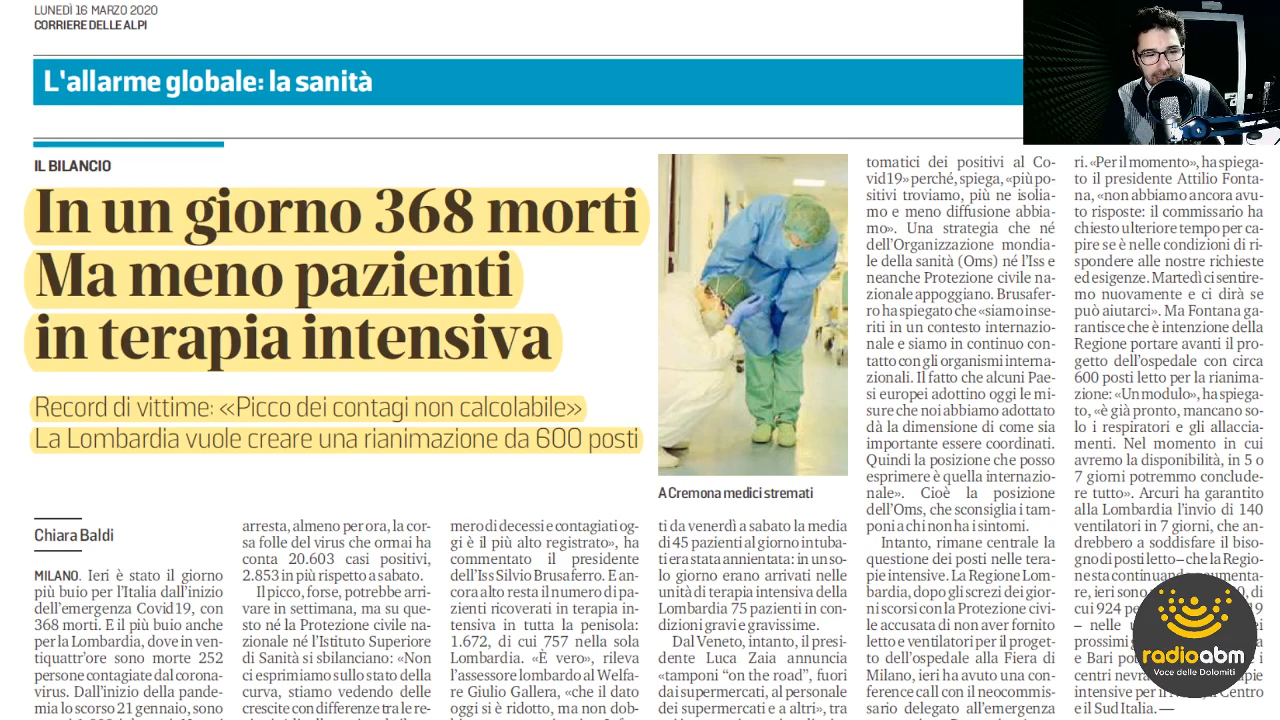 LUNEDÌ 16 MARZO 2020
CORRIERE DELLE ALPI
L'allarme globale: la sanità
IL BILANCIO
In un giorno 368 morti
Ma meno pazienti
in terapia intensiva
Record di vittime: «Picco dei contagi non calcolabile»
La Lombardia vuole creare una rianimazione da 600 posti
Chiara Baldi
MILANO. Ieri è stato il giorno
più buio per l'Italia dall'inizio
dell'emergenza Covid19, con
368 morti. E il più buio anche
per la Lombardia, dove in ven-
tiquattr'ore sono morte 252
persone contagiate dal corona-
virus. Dall'inizio della pande-
mia lo scorso 21 gennaio, sono
arresta, almeno per ora, la cor-
sa folle del virus che ormai ha
conta 20.603 casi positivi,
2.853 in più rispetto a sabato.
Il picco, forse, potrebbe arri-
vare in settimana, ma su que-
sto né la Protezione civile na-
zionale né l'Istituto Superiore
di Sanità si sbilanciano: «Non
ci esprimiamo sullo stato della
curva, stiamo vedendo delle
crescite con differenze tra le re-
mero di decessi e contagiati og-
gi è il più alto registrato», ha
commentato il presidente
dell'Iss Silvio Brusaferro. E an-
cora alto resta il numero di pa-
zienti ricoverati in terapia in-
tensiva in tutta la penisola:
1.672, di cui 757 nella sola
Lombardia. «È vero», rileva
l'assessore lombardo al Welfa-
re Giulio Gallera, «che il dato
oggi si è ridotto, ma non dob-
A Cremona medici stremati
ti da venerdì a sabato la media
di 45 pazienti al giorno intuba-
ti era stata annientata: in un so-
lo giorno erano arrivati nelle
unità di terapia intensiva della
Lombardia 75 pazienti in con-
dizioni gravi e gravissime.
Dal Veneto, intanto, il presi-
dente Luca Zaia annuncia
«tamponi "on the road", fuori
dai supermercati, al personale
dei supermercati e a altri», tra
tomatici dei positivi al Co-
vid19» perché, spiega, «più po-
sitivi troviamo, più ne isolia-
mo e meno diffusione abbia-
mo». Una strategia che né
dell'Organizzazione mondia-
le della sanità (Oms) né l'Iss e
neanche Protezione civile na-
zionale appoggiano. Brusafer-
ro ha spiegato che «siamo inse-
riti in un contesto internazio-
nale e siamo in continuo con-
tatto con gli organismi interna-
zionali. Il fatto che alcuni Pae-
si europei adottino oggi le mi-
sure che noi abbiamo adottato
dà la dimensione di come sia
importante essere coordinati.
Quindi la posizione che posso
esprimere è quella internazio-
nale». Cioè la posizione
dell'Oms, che sconsiglia i tam-
poni a chi non ha i sintomi.
Intanto, rimane centrale la
questione dei posti nelle tera-
pie intensive. La Regione Lom-
bardia, dopo gli screzi dei gior-
ni scorsi con la Protezione civi-
le accusata di non aver fornito
letto e ventilatori per il proget-
to dell'ospedale alla Fiera di
Milano, ieri ha avuto una con-
ference call con il neocommis-
sario delegato all'emergenza
ri. «Per il momento», ha spiega-
to il presidente Attilio Fonta-
na, «non abbiamo ancora avu-
to risposte: il commissario ha
chiesto ulteriore tempo per ca-
pire se è nelle condizioni di ri-
spondere alle nostre richieste
ed esigenze. Martedì ci sentire-
mo nuovamente e ci dirà se
può aiutarci». Ma Fontana ga-
rantisce che è intenzione della
Regione portare avanti il pro-
getto dell'ospedale con circa
600 posti letto per la rianima-
zione: «Un modulo», ha spiega-
to, «è già pronto, mancano so-
lo i respiratori e gli allaccia-
menti. Nel momento in cui
avremo la disponibilità, in 5 o
7 giorni potremmo conclude-
re tutto». Arcuri ha garantito
alla Lombardia l'invio di 140
ventilatori in 7 giorni, che an-
drebbero a soddisfare il biso-
gno di posti letto – che la Regio-
ne sta continuando
re, ieri sono
cui 924
– nelle
prossimi
e Bari
centri
intensive per il Centro
e il Sud Italia. —
radioabm
Voce delle Dolomiti